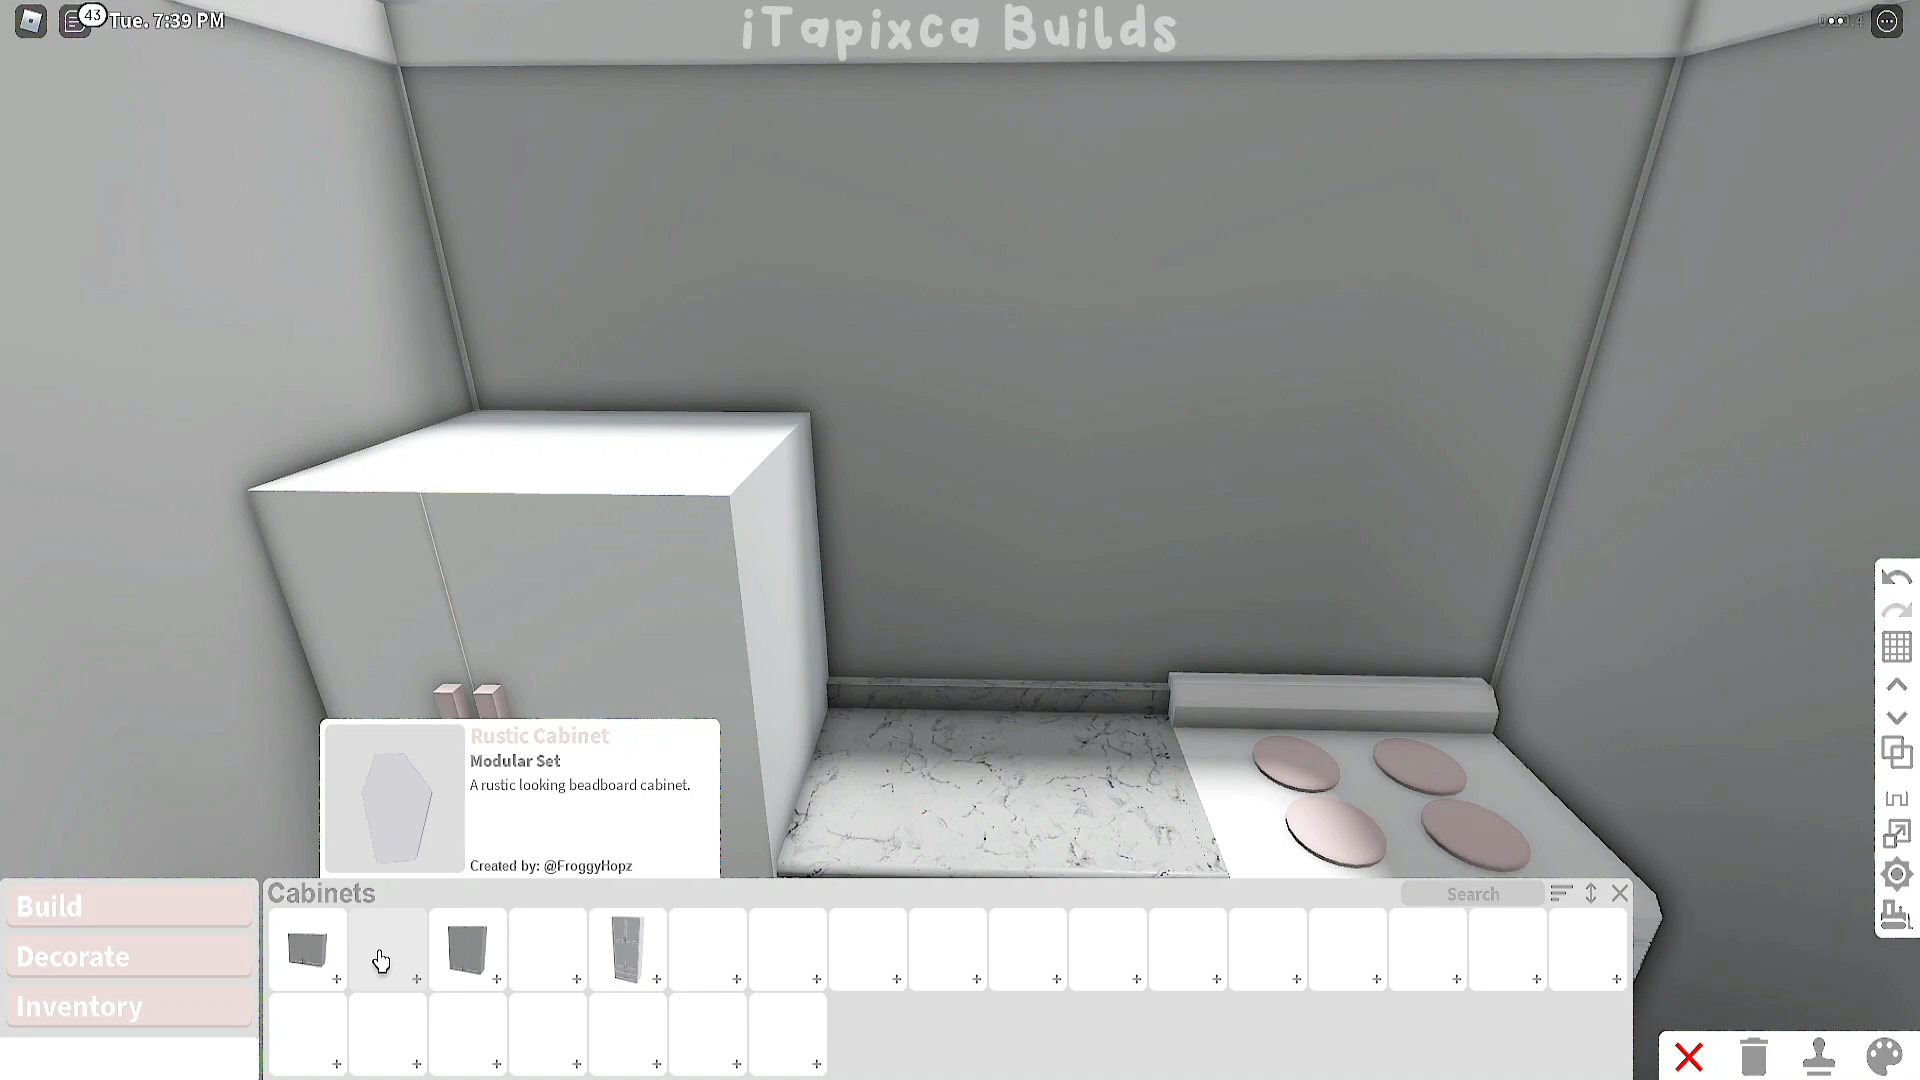 43
Tue. 7:39 PM
iTapixca Builds
Rustic Cabinet
Modular Set
A rustic looking beadboard cabinet.
Created by: @FroggyHopz
Build
Decorate
Inventory
Cabinets
Search